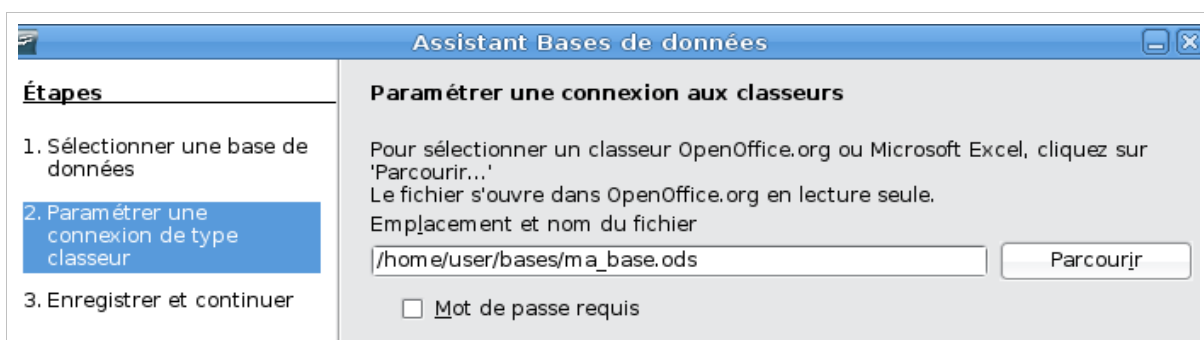 Assistant Bases de données
Étapes
1. Sélectionner une base de
données
2. Paramétrer une
connexion de type
classeur
3. Enregistrer et continuer
Paramétrer une connexion aux classeurs
Pour sélectionner un classeur OpenOffice.org ou Microsoft Excel, cliquez sur
'Parcourir...'
Le fichier s'ouvre dans OpenOffice.org en lecture seule.
Emplacement et nom du fichier
/home/user/bases/ma_base.ods
Parcourir
Mot de passe requis